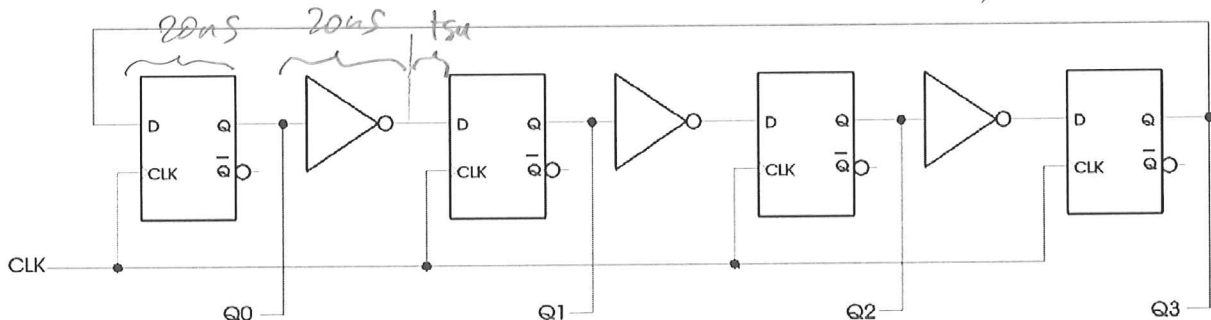 20ns 20ns tsu
D Q D Q D Q D Q
CLK Q̅ CLK Q̅ CLK Q̅ CLK Q̅
CLK
Q0 Q1 Q2 Q3